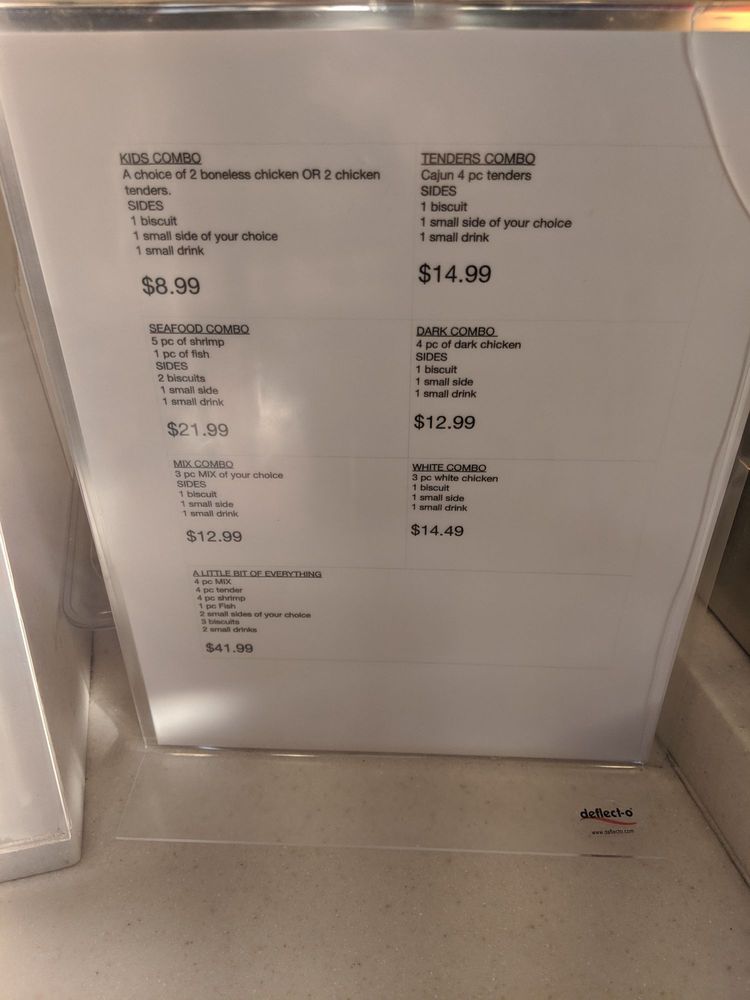 KIDS COMBO
A choice of 2 boneless chicken OR 2 chicken
tenders.
SIDES
1 biscuit
1 small side of your choice
1 small drink
$8.99
TENDERS COMBO
Cajun 4 pc tenders
SIDES
1 biscuit
1 small side of your choice
1 small drink
$14.99
SEAFOOD COMBO
5 pc of shrimp
1 pc of fish
SIDES
2 biscuits
1 small side
1 small drink
$21.99
DARK COMBO
4 pc of dark chicken
SIDES
1 biscuit
1 small side
1 small drink
$12.99
MIX COMBO
3 pc MIX of your choice
SIDES
1 biscuit
1 small side
1 small drink
$12.99
WHITE COMBO
3 pc white chicken
1 biscuit
1 small side
1 small drink
$14.49
A LITTLE BIT OF EVERYTHING
4 pc MIX
4 pc tender
4 pc shrimp
1 pc Fish
2 small sides of your choice
3 biscuits
2 small drinks
$41.99
deflect-o
www.deflecto.com